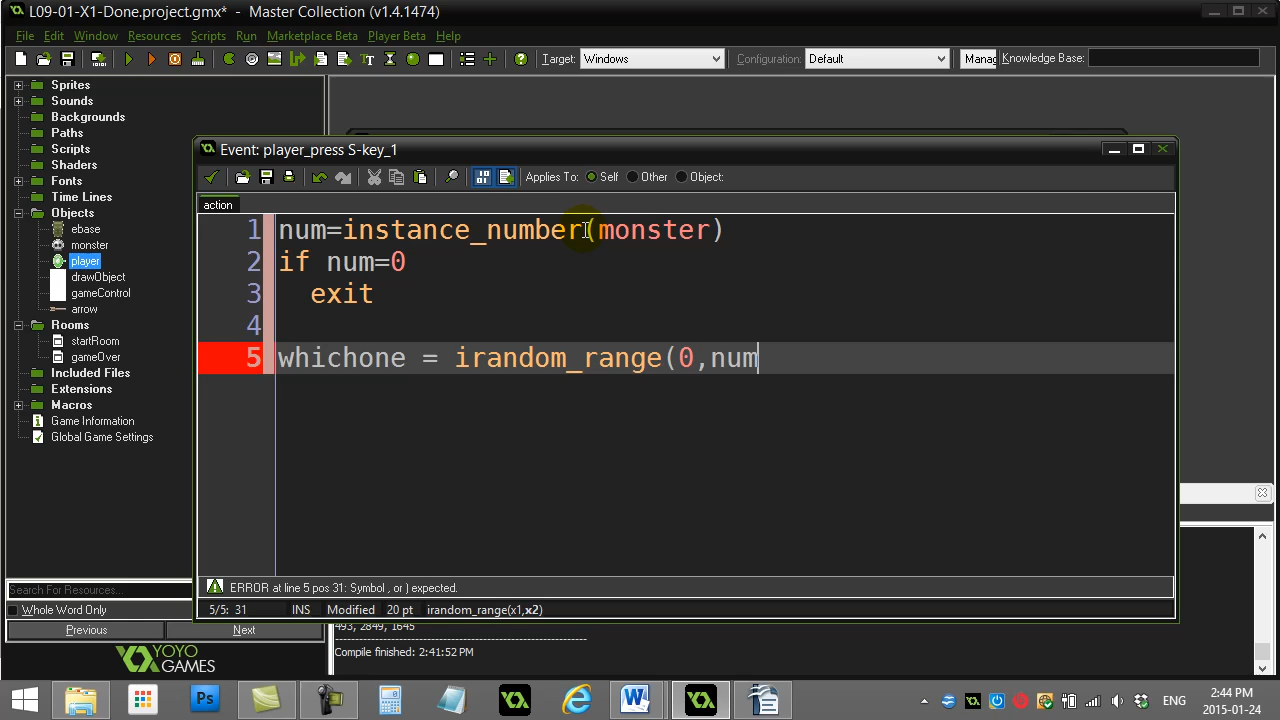 L09-01-X1-Done.project.gmx* - Master Collection (v1.4.1474)
File Edit Window Resources Scripts Run Marketplace Beta Player Beta Help
Target: Windows Configuration: Default Manag Knowledge Base:
Sprites
Sounds
Backgrounds
Paths
Scripts
Shaders
Fonts
Time Lines
Objects
ebase
monster
player
drawObject
gameControl
arrow
Rooms
startRoom
gameOver
Included Files
Extensions
Macros
Game Information
Global Game Settings
Search For Resources...
Whole Word Only
Previous Next
YOYO
GAMES
Event: player_press S-key_1
Applies To: Self Other Object:
action
1 num=instance_number(monster)
2 if num=0
3 exit
4
5 whichone = irandom_range(0,num
ERROR at line 5 pos 31: Symbol , or ) expected.
5/5: 31 INS Modified 20 pt irandom_range(x1,x2)
493, 2849, 1645
Compile finished: 2:41:52 PM
Ps
W
ENG
2:44 PM
2015-01-24